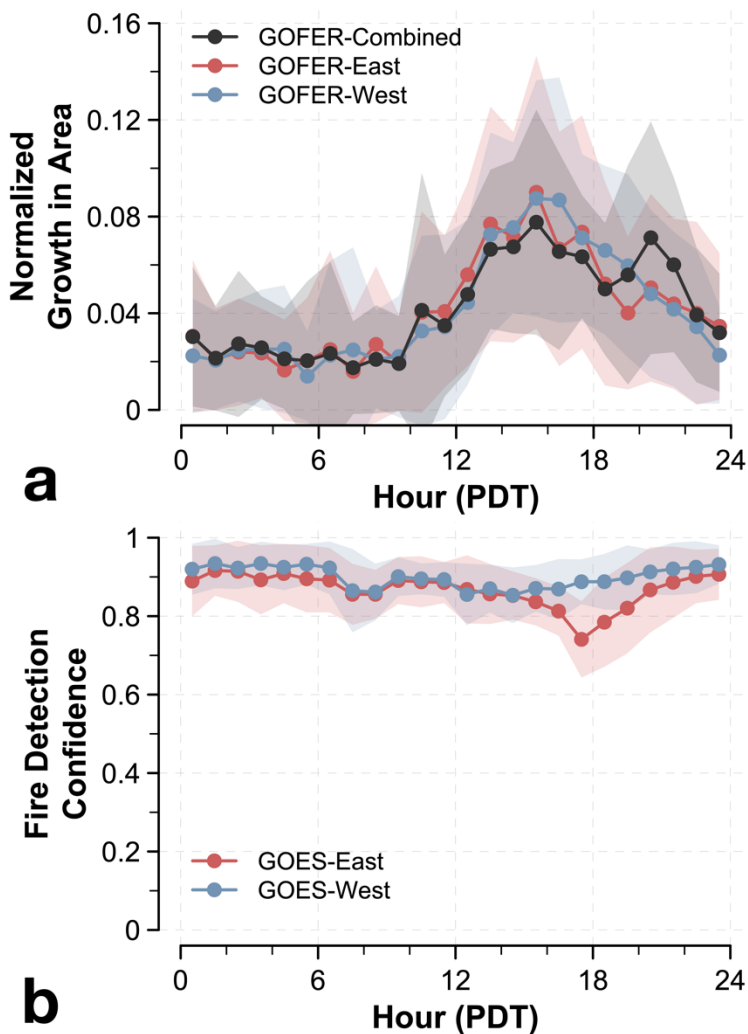 0.16
0.12
0.08
0.04
0
Normalized
Growth in Area
GOFER-Combined
GOFER-East
GOFER-West
0 6 12 18 24
Hour (PDT)
a
1
0.8
0.6
0.4
0.2
0
Fire Detection
Confidence
GOES-East
GOES-West
0 6 12 18 24
Hour (PDT)
b